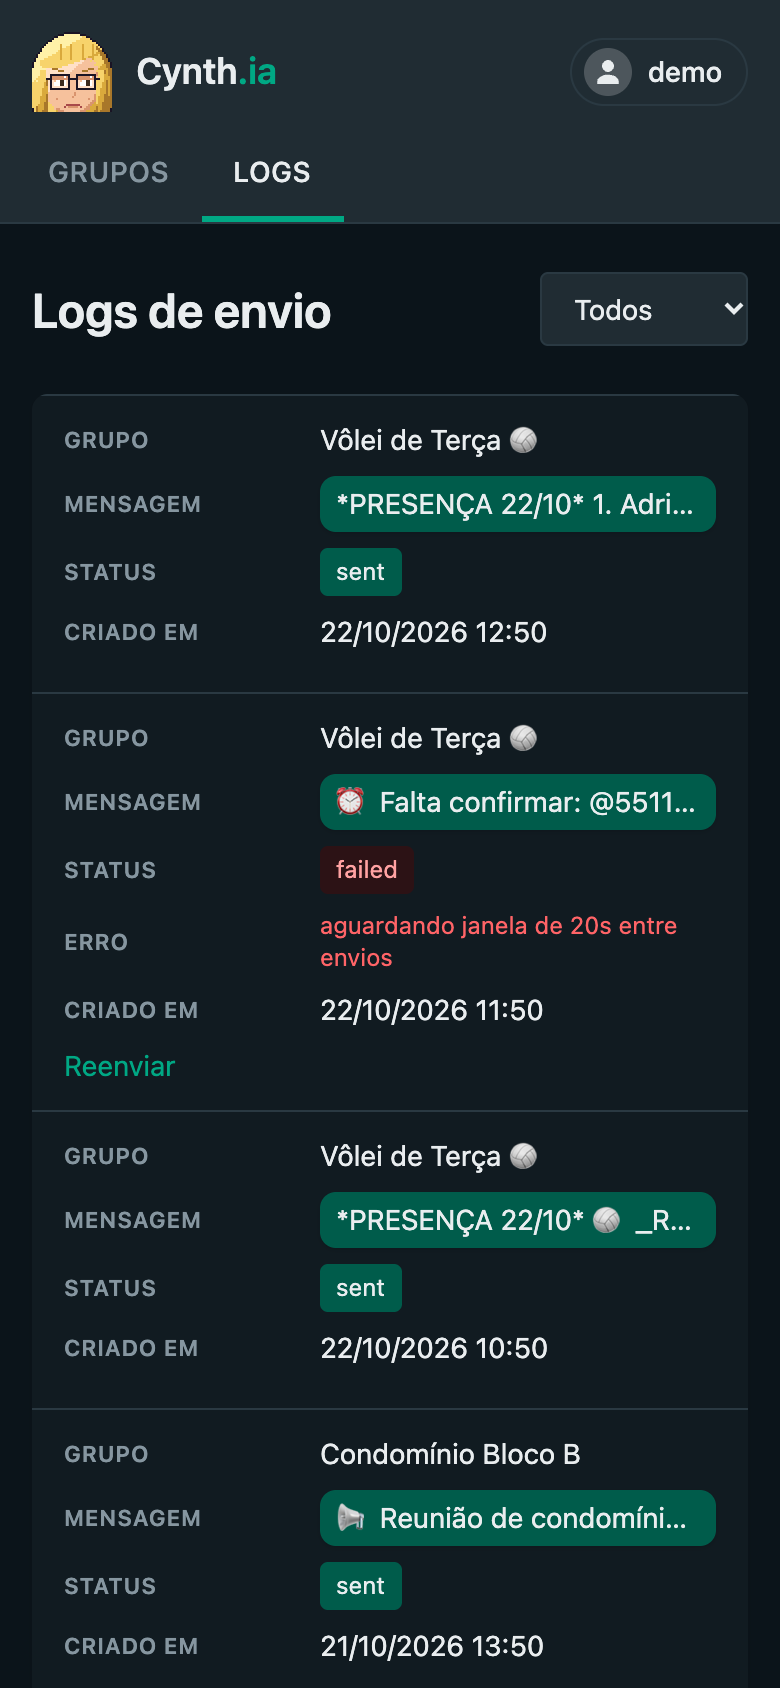 Cynth.ia
demo
GRUPOS LOGS
Logs de envio
Todos
GRUPO Vôlei de Terça 🏐
MENSAGEM *PRESENÇA 22/10* 1. Adri...
STATUS sent
CRIADO EM 22/10/2026 12:50
GRUPO Vôlei de Terça 🏐
MENSAGEM ⏰ Falta confirmar: @5511...
STATUS failed
ERRO aguardando janela de 20s entre
envios
CRIADO EM 22/10/2026 11:50
Reenviar
GRUPO Vôlei de Terça 🏐
MENSAGEM *PRESENÇA 22/10* 🏐 _R...
STATUS sent
CRIADO EM 22/10/2026 10:50
GRUPO Condomínio Bloco B
MENSAGEM 📢 Reunião de condomíni...
STATUS sent
CRIADO EM 21/10/2026 13:50